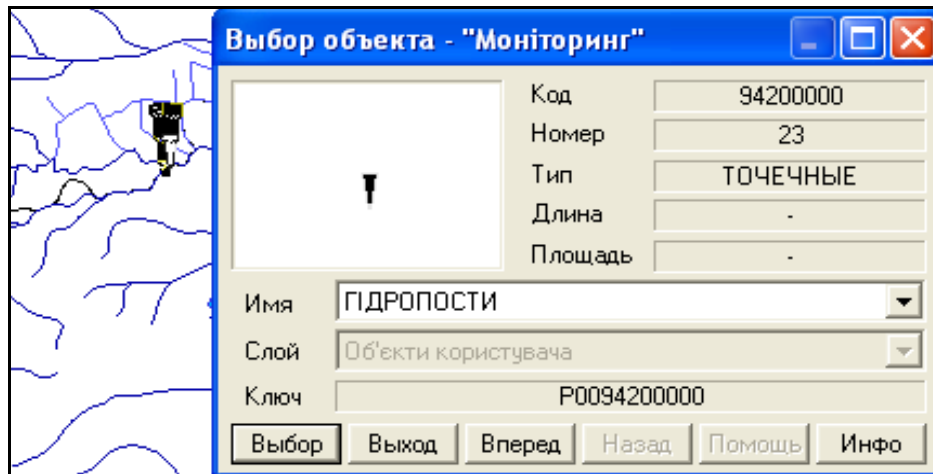 Выбор объекта - "Моніторинг"
Код 94200000
Номер 23
Тип ТОЧЕЧНЫЕ
Длина -
Площадь -
Имя ГІДРОПОСТИ
Слой Об'єкти користувача
Ключ P0094200000
Выбор Выход Вперед Назад Помощь Инфо